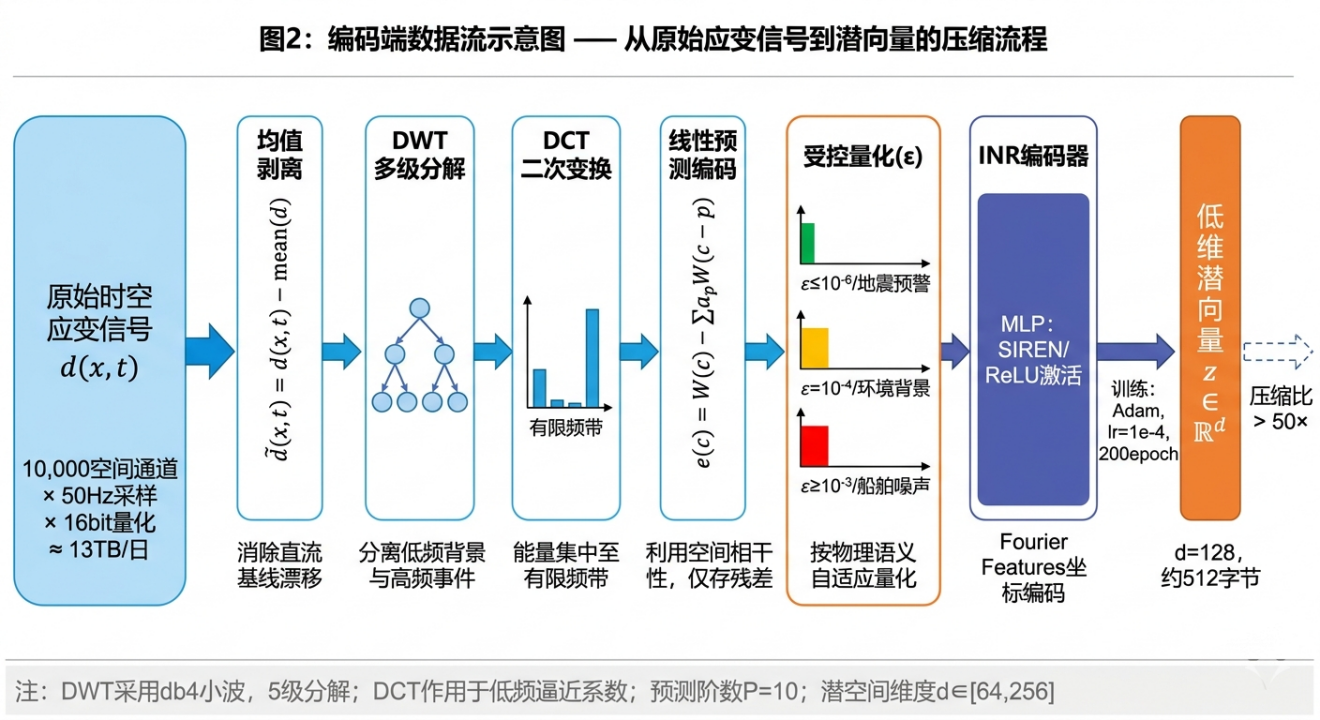 图2：编码端数据流示意图 —— 从原始应变信号到潜向量的压缩流程
原始时空
应变信号
d(x,t)
10,000空间通道
× 50Hz采样
× 16bit量化
≈ 13TB/日
均值
剥离
d̃(x,t) = d(x,t) − mean(d)
消除直流
基线漂移
DWT
多级分解
分离低频背景
与高频事件
DCT
二次变换
有限频带
能量集中至
有限频带
线性预
测编码
e(c) = W(c) − ∑aₚW(c − p)
利用空间相干
性，仅存残差
受控量化(ε)
ε≤10⁻⁶/地震预警
ε=10⁻⁴/环境背景
ε≥10⁻³/船舶噪声
按物理语义
自适应量化
INR编码器
MLP：
SIREN/
ReLU激活
Fourier
Features坐
标编码
训练：
Adam,
lr=1e-4,
200epoch
低维潜向量 z ∈ ℝᵈ
d=128，
约512字节
压缩比
> 50×
注：DWT采用db4小波，5级分解；DCT作用于低频逼近系数；预测阶数P=10；潜空间维度d∈[64,256]